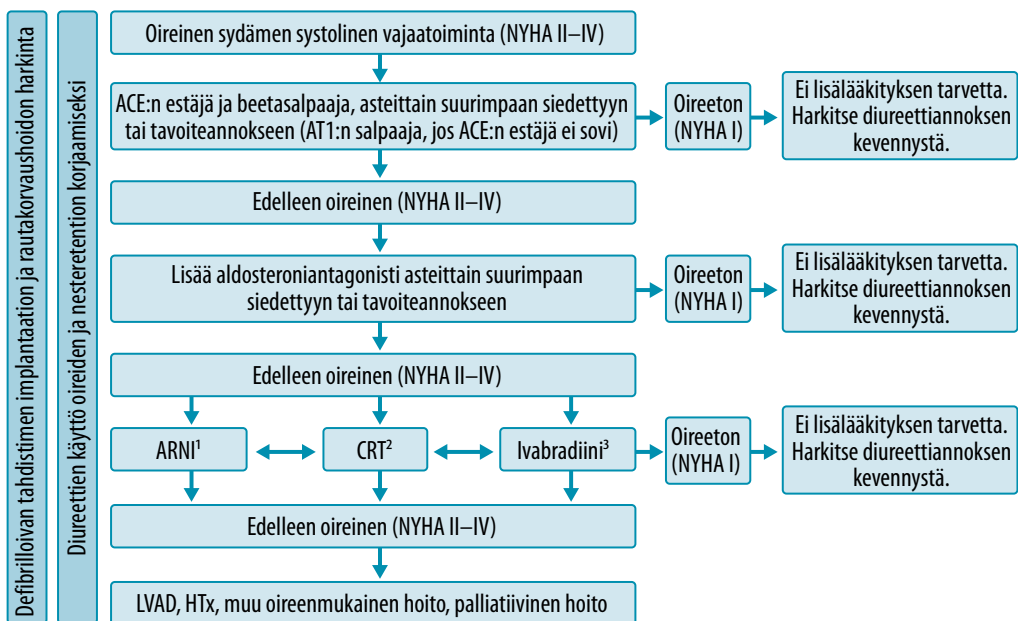 Defibrilloivan tahdistimen implantaation ja rautakorvaushoidon harkinta
Diureettien käyttö oireiden ja nesteretention korjaamiseksi
Oireinen sydämen systolinen vajaatoiminta (NYHA II–IV)
ACE:n estäjä ja beetasalpaaja, asteittain suurimpaan siedettyyn
tai tavoiteannokseen (AT1:n salpaaja, jos ACE:n estäjä ei sovi)
Oireeton
(NYHA I)
Ei lisälääkityksen tarvetta.
Harkitse diureettiannoksen
kevennystä.
Edelleen oireinen (NYHA II–IV)
Lisää aldosteroniantagonisti asteittain suurimpaan
siedettyyn tai tavoiteannokseen
Oireeton
(NYHA I)
Ei lisälääkityksen tarvetta.
Harkitse diureettiannoksen
kevennystä.
Edelleen oireinen (NYHA II–IV)
ARNI¹
CRT²
Ivabradiini³
Oireeton
(NYHA I)
Ei lisälääkityksen tarvetta.
Harkitse diureettiannoksen
kevennystä.
Edelleen oireinen (NYHA II–IV)
LVAD, HTx, muu oireenmukainen hoito, palliatiivinen hoito